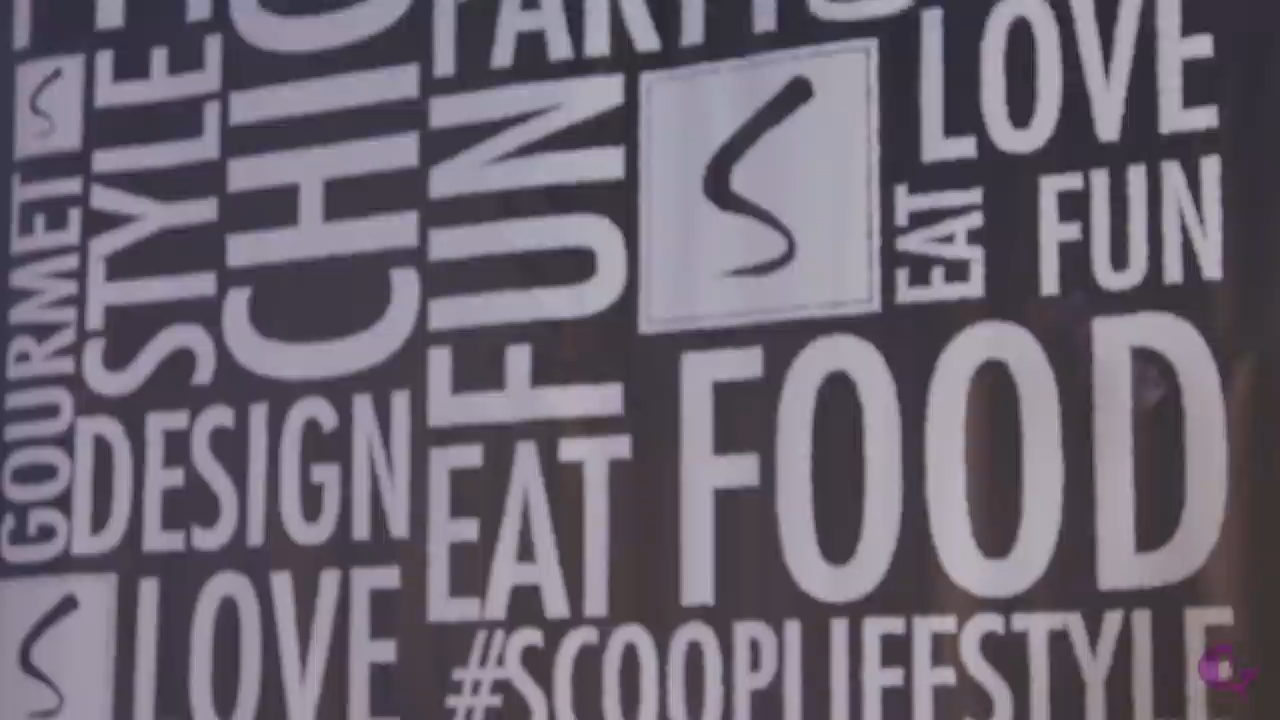 LOVE
EAT
FUN
FUN
CHIC
STYLE
GOURMET
DESIGN
EAT
FOOD
LOVE
#SCOOPLIFESTYLE